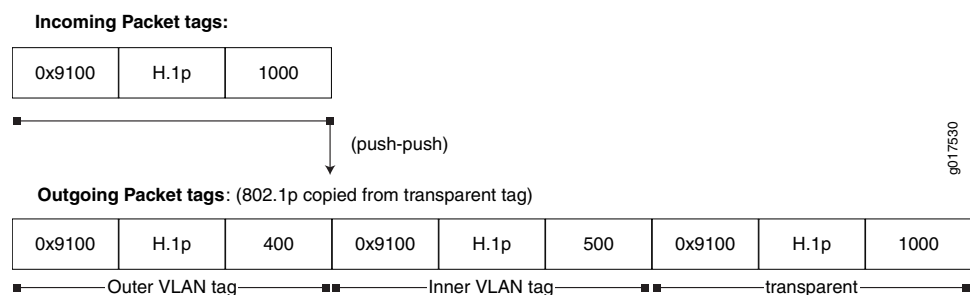 Incoming Packet tags:
0x9100 H.1p 1000
(push-push)
g017530
Outgoing Packet tags: (802.1p copied from transparent tag)
0x9100 H.1p 400 0x9100 H.1p 500 0x9100 H.1p 1000
Outer VLAN tag Inner VLAN tag transparent